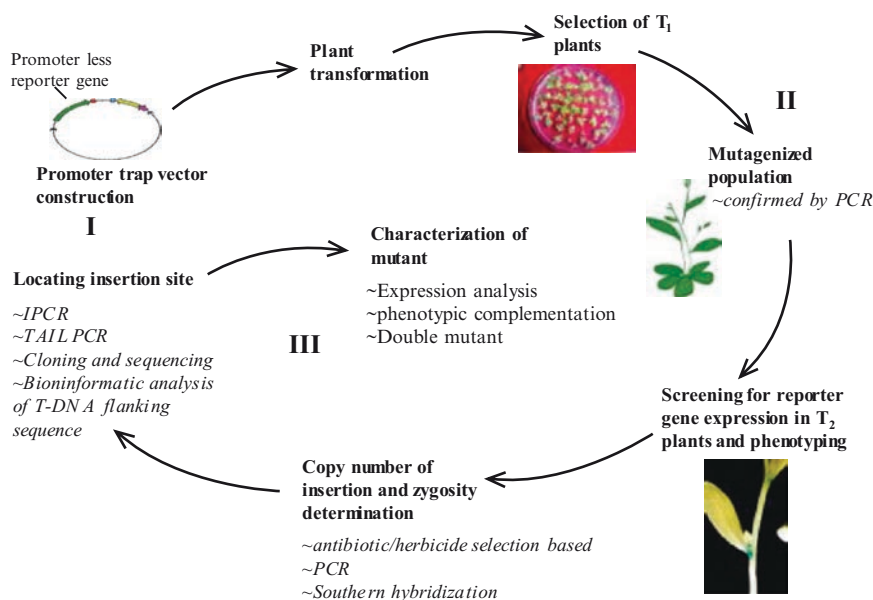 Promoter less
reporter gene
Promoter trap vector
construction
I
Plant
transformation
Selection of T₁
plants
II
Mutagenized
population
~confirmed by PCR
Screening for reporter
gene expression in T₂
plants and phenotyping
Copy number of
insertion and zygosity
determination
~antibiotic/herbicide selection based
~PCR
~Southern hybridization
Locating insertion site
~IPCR
~TAIL PCR
~Cloning and sequencing
~Bioinformatic analysis
of T-DNA flanking
sequence
III
Characterization of
mutant
~Expression analysis
~phenotypic complementation
~Double mutant